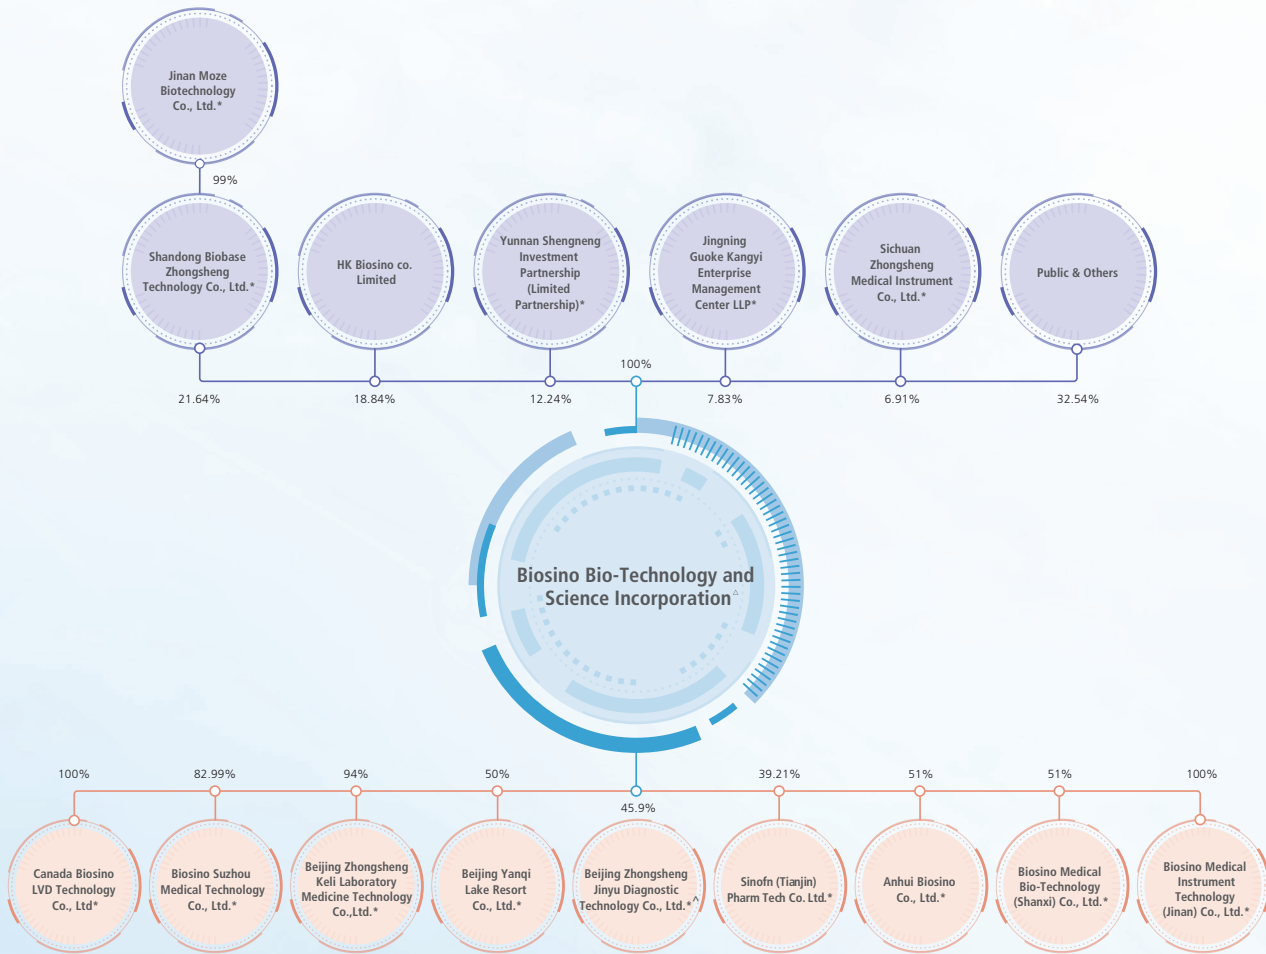 Jinan Moze
Biotechnology
Co., Ltd.*
99%
Shandong Biobase
Zhongsheng
Technology Co., Ltd.*
HK Biosino co.
Limited
Yunnan Shengneng
Investment
Partnership
(Limited
Partnership)*
Jingning
Guoke Kangyi
Enterprise
Management
Center LLP*
Sichuan
Zhongsheng
Medical Instrument
Co., Ltd.*
Public & Others
100%
21.64%
18.84%
12.24%
7.83%
6.91%
32.54%
Biosino Bio-Technology and
Science Incorporation△
100%
82.99%
94%
50%
45.9%
39.21%
51%
51%
100%
Canada Biosino
LVD Technology
Co., Ltd*
Biosino Suzhou
Medical Technology
Co., Ltd.*
Beijing Zhongsheng
Keli Laboratory
Medicine Technology
Co.,Ltd.*
Beijing Yanqi
Lake Resort
Co., Ltd.*
Beijing Zhongsheng
Jinyu Diagnostic
Technology Co., Ltd.*^
Sinofn (Tianjin)
Pharm Tech Co. Ltd.*
Anhui Biosino
Co., Ltd.*
Biosino Medical
Bio-Technology
(Shanxi) Co., Ltd.*
Biosino Medical
Instrument
Technology
(Jinan) Co., Ltd.*